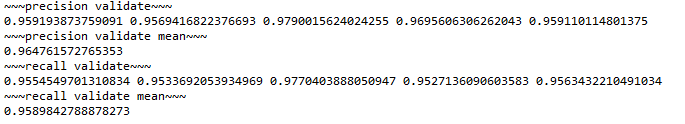 ~~~precision validate~~~
0.959193873759091 0.9569416822376693 0.9790015624024255 0.9695606306262043 0.959110114801375
~~~precision validate mean~~~
0.964761572765353
~~~recall validate~~~
0.9554549701310834 0.9533692053934969 0.9770403888050947 0.9527136090603583 0.9563432210491034
~~~recall validate mean~~~
0.9589842788878273